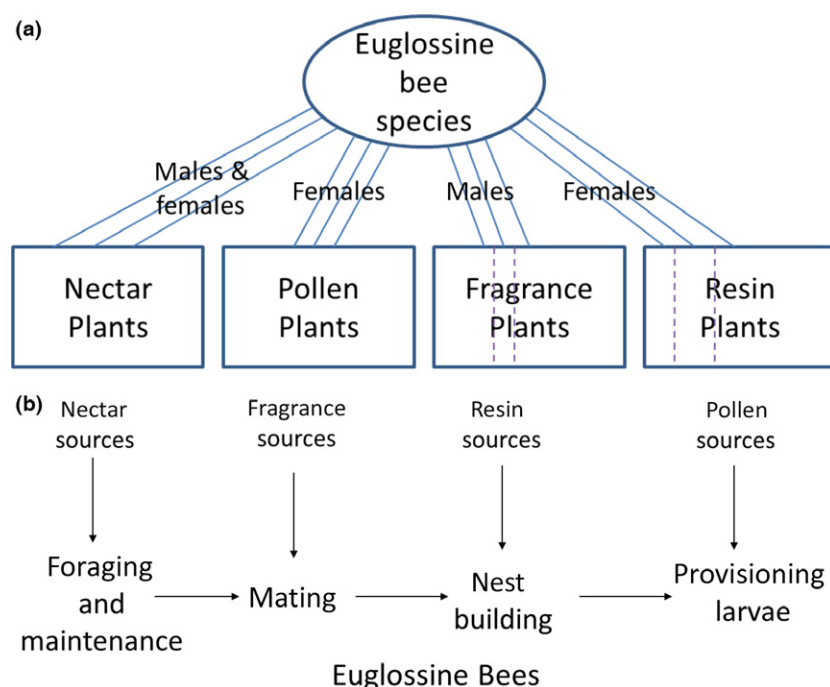 (a)
Euglossine
bee
species
Males &
females
Females
Males
Females
Nectar
Plants
Pollen
Plants
Fragrance
Plants
Resin
Plants
(b)
Nectar
sources
Fragrance
sources
Resin
sources
Pollen
sources
Foraging
and
maintenance
Mating
Nest
building
Provisioning
larvae
Euglossine Bees